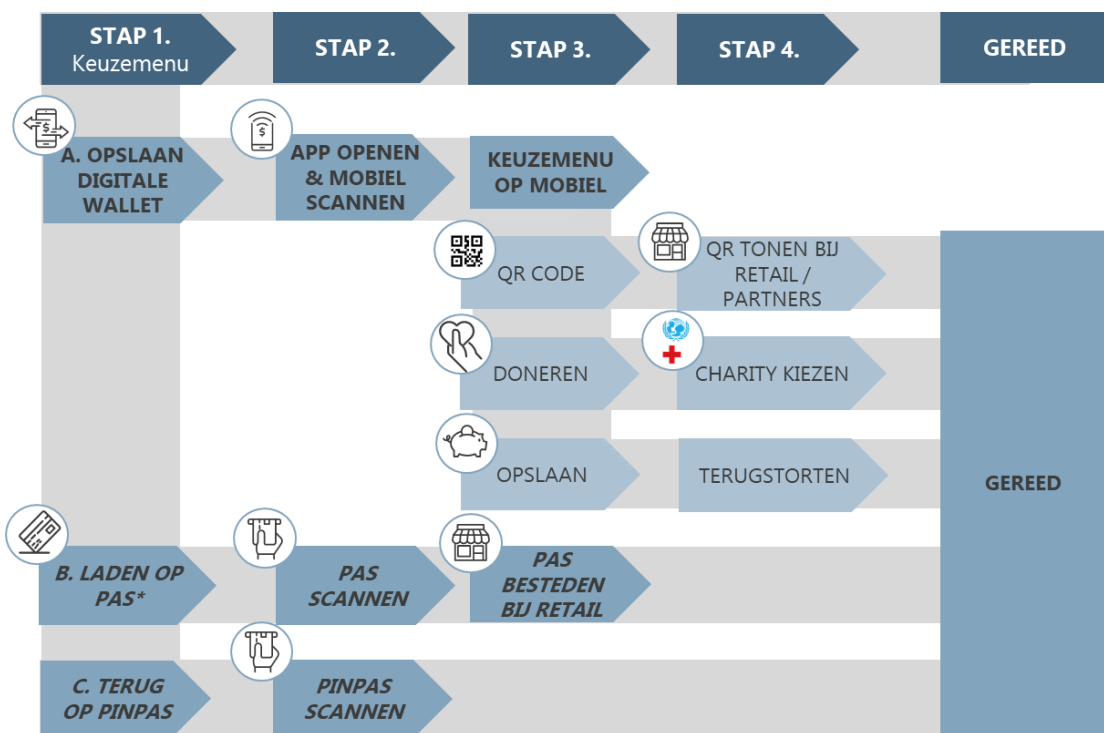 STAP 1.
Keuzemenu
STAP 2.
STAP 3.
STAP 4.
GEREED
A. OPSLAAN
DIGITALE
WALLET
APP OPENEN
& MOBIEL
SCANNEN
KEUZEMENU
OP MOBIEL
QR CODE
QR TONEN BIJ
RETAIL /
PARTNERS
DONEREN
CHARITY KIEZEN
OPSLAAN
TERUGSTORTEN
GEREED
B. LADEN OP
PAS*
PAS
SCANNEN
PAS
BESTEDEN
BIJ RETAIL
C. TERUG
OP PINPAS
PINPAS
SCANNEN